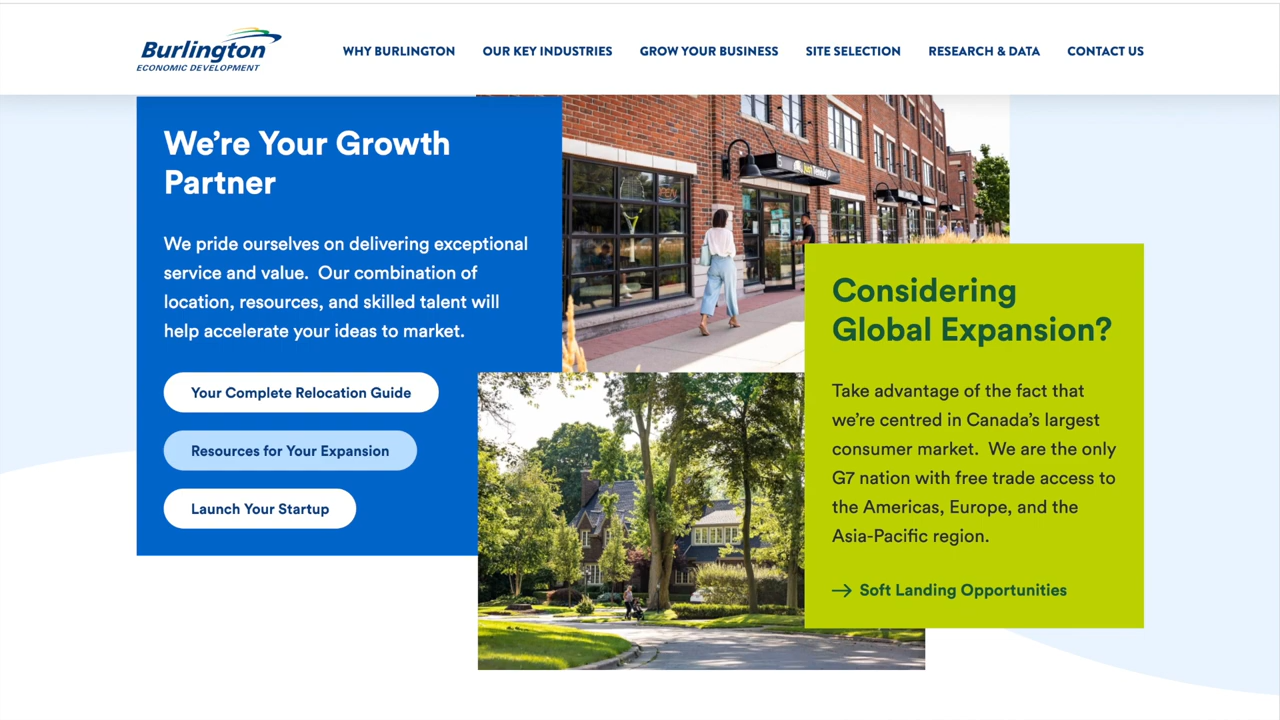 Burlington
ECONOMIC DEVELOPMENT
WHY BURLINGTON
OUR KEY INDUSTRIES
GROW YOUR BUSINESS
SITE SELECTION
RESEARCH & DATA
CONTACT US
We’re Your Growth
Partner
We pride ourselves on delivering exceptional
service and value.  Our combination of
location, resources, and skilled talent will
help accelerate your ideas to market.
Your Complete Relocation Guide
Resources for Your Expansion
Launch Your Startup
OPEN
Considering
Global Expansion?
Take advantage of the fact that
we’re centred in Canada’s largest
consumer market.  We are the only
G7 nation with free trade access to
the Americas, Europe, and the
Asia-Pacific region.
→ Soft Landing Opportunities